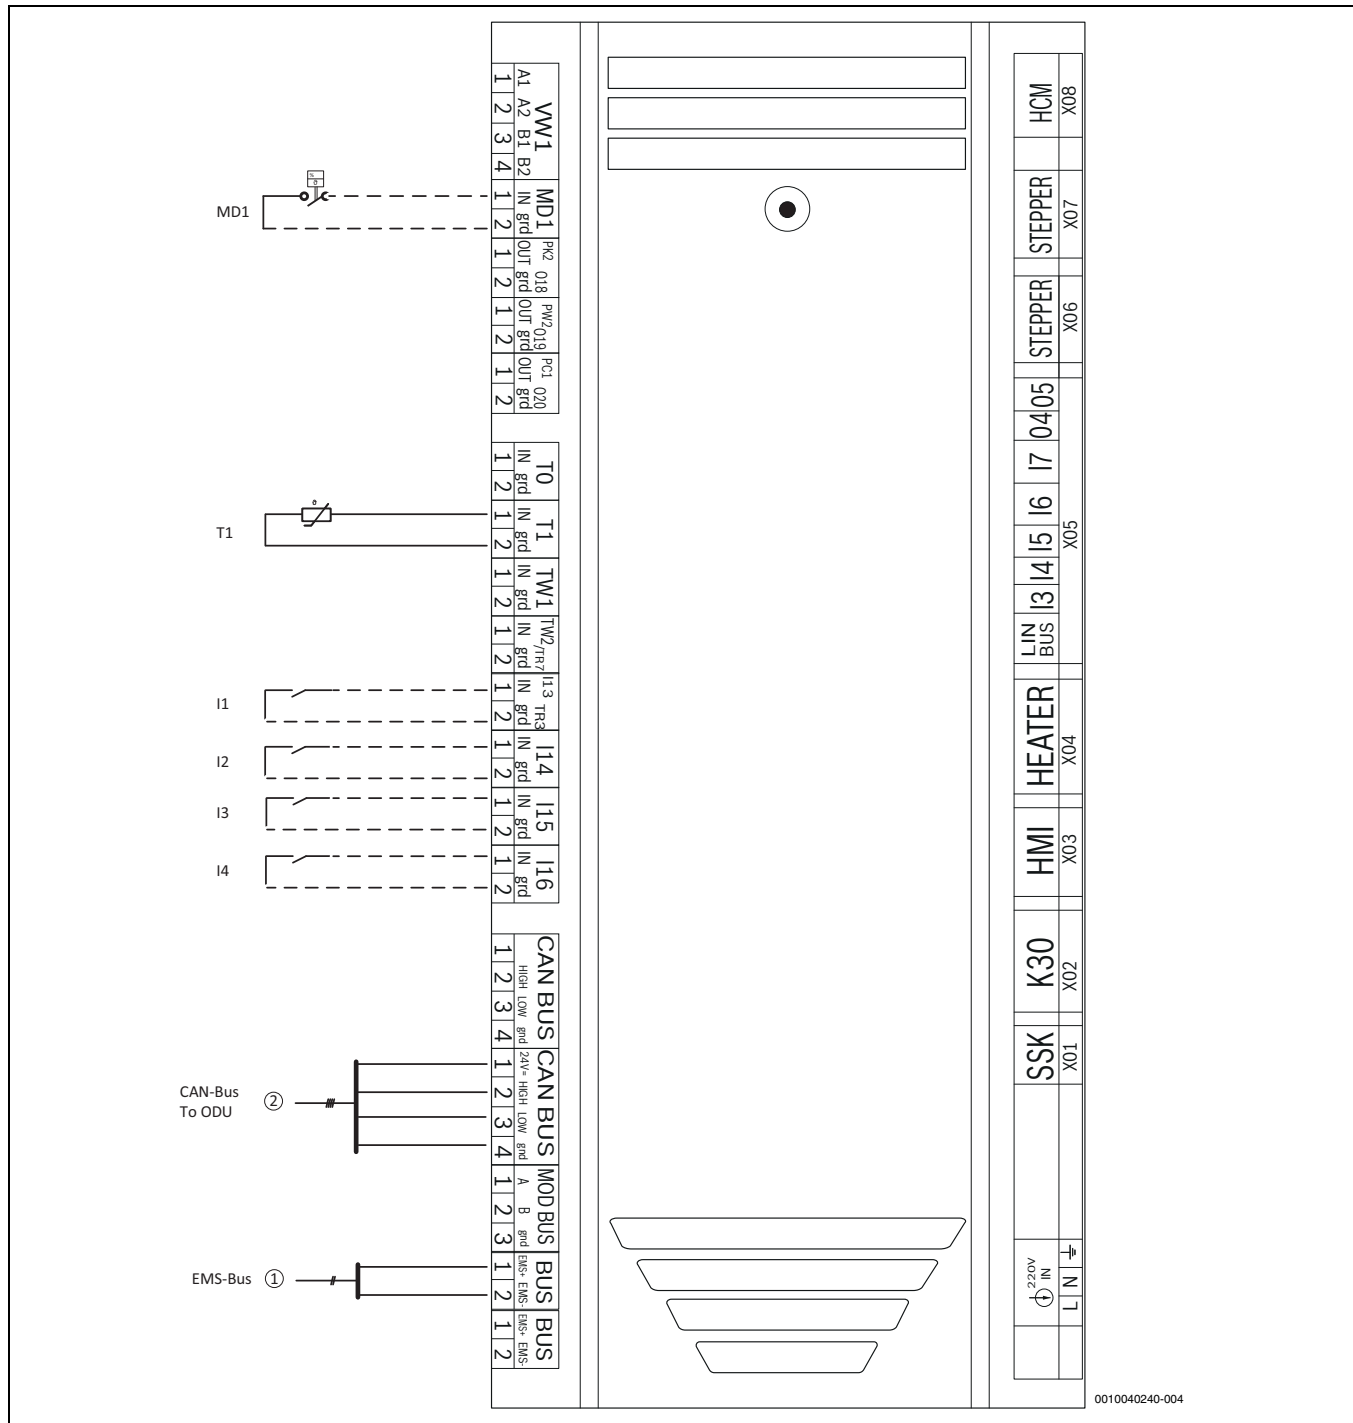 MD1
T1
I1
I2
I3
I4
CAN-Bus
To ODU
2
EMS-Bus
1
VW1
A1 A2 B1 B2
1 2 3 4
MD1
IN grd
1 2
PK2 O18
OUT grd
1 2
PW2 O19
OUT grd
1 2
PC1 O20
OUT grd
1 2
T0
IN grd
1 2
T1
IN grd
1 2
TW1
IN grd
1 2
TW2/TR7
IN grd
1 2
I13 TR3
IN grd
1 2
I14
IN grd
1 2
I15
IN grd
1 2
I16
IN grd
1 2
CAN BUS
HIGH LOW gnd
1 2 3 4
CAN BUS
24V= HIGH LOW gnd
1 2 3 4
MOD BUS
A B gnd
1 2 3
BUS
EMS+ EMS-
1 2
BUS
EMS+ EMS-
1 2
HCM
X08
STEPPER
X07
STEPPER
X06
LIN BUS
I3 I4 I5 I6 I7 04 05
X05
HEATER
X04
HMI
X03
K30
X02
SSK
X01
220V
IN
L N
0010040240-004